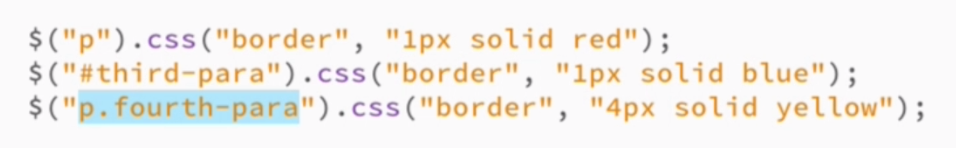 $("p").css("border", "1px solid red");
$("#third-para").css("border", "1px solid blue");
$("p.fourth-para").css("border", "4px solid yellow");